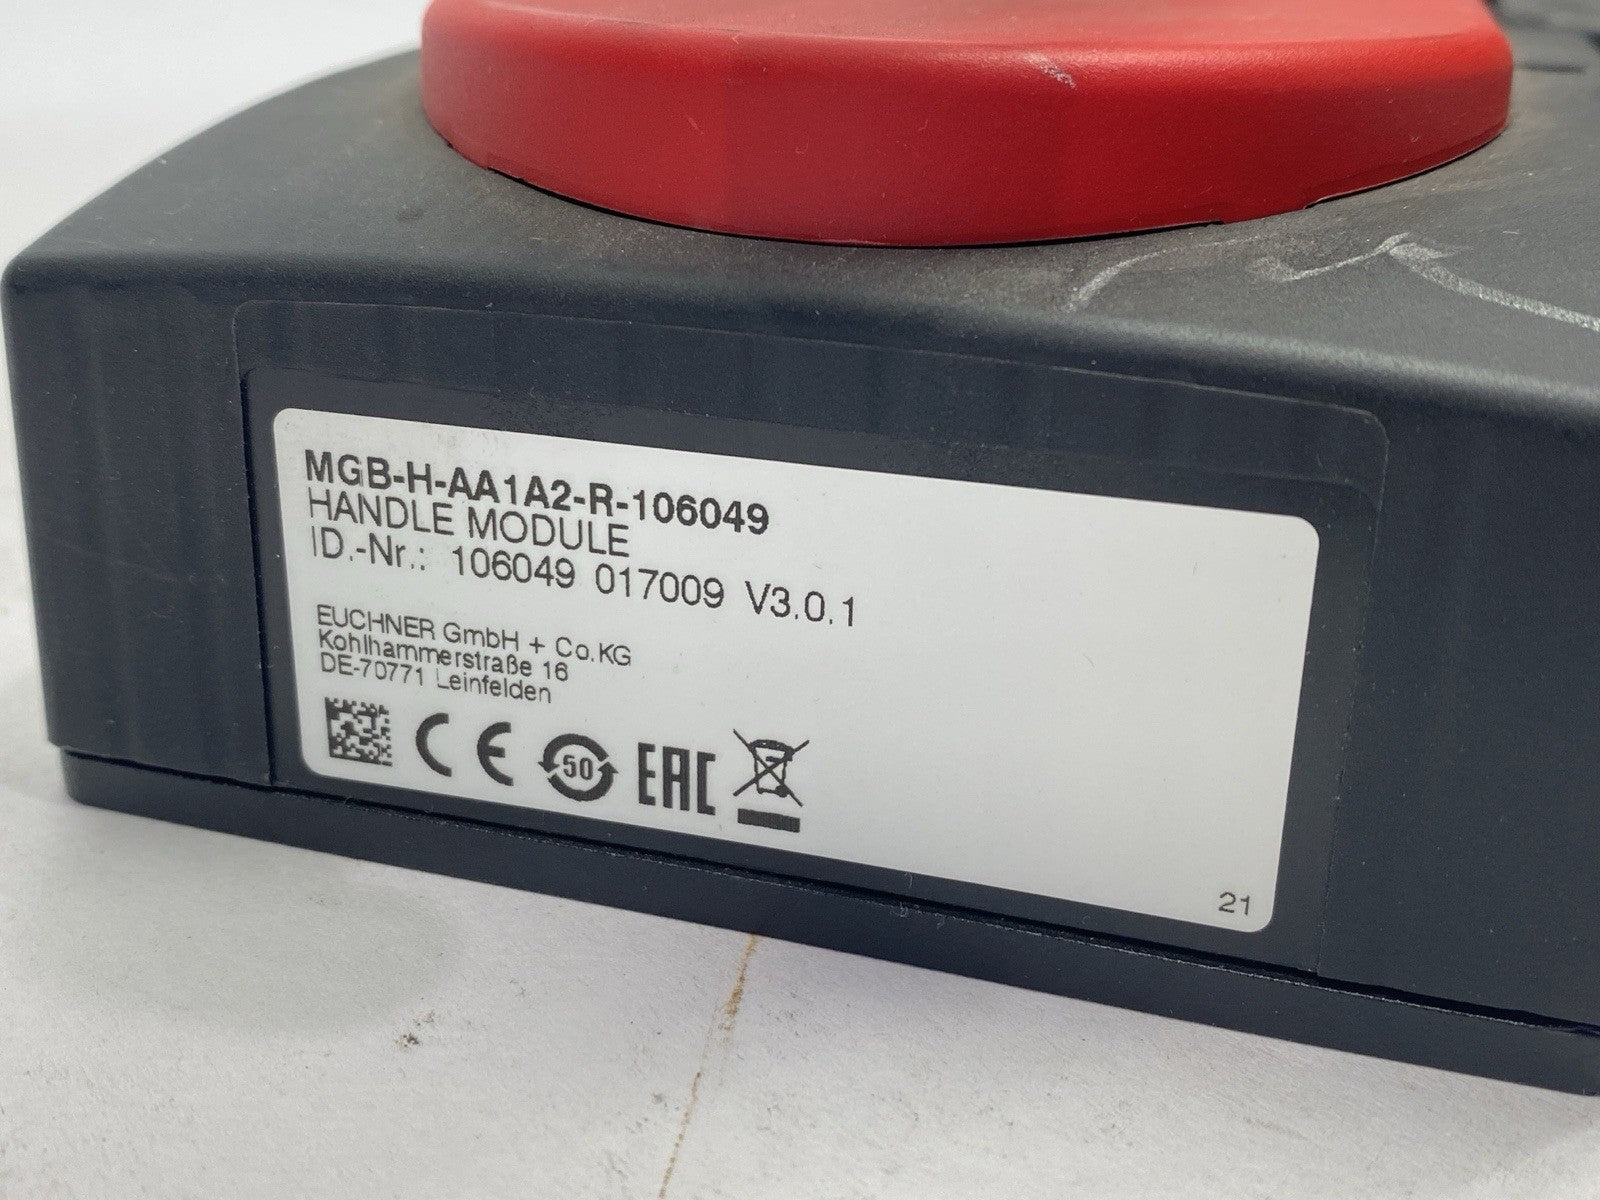 MGB-H-AA1A2-R-106049
HANDLE MODULE
ID.-Nr.: 106049 017009 V3.0.1
EUCHNER GmbH + Co.KG
Kohlhammerstraße 16
DE-70771 Leinfelden
CE 50 EAC
21